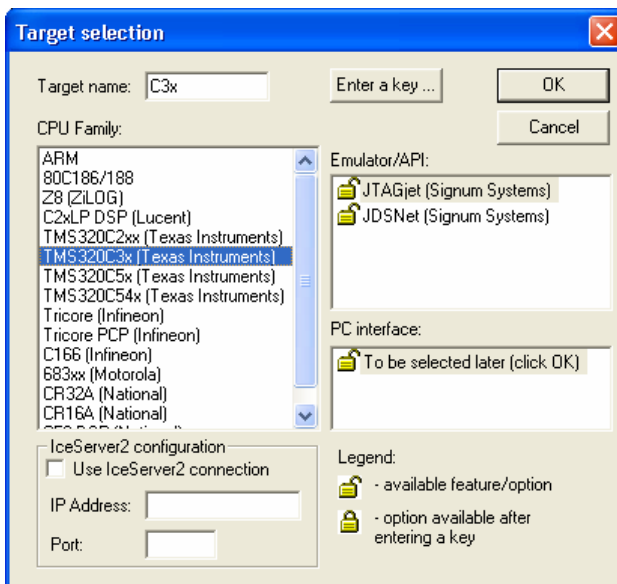 Target selection
Target name: C3x
Enter a key ...
OK
Cancel
CPU Family:
ARM
80C186/188
Z8 (ZiLOG)
C2xLP DSP (Lucent)
TMS320C2xx (Texas Instruments)
TMS320C3x (Texas Instruments)
TMS320C5x (Texas Instruments)
TMS320C54x (Texas Instruments)
Tricore (Infineon)
Tricore PCP (Infineon)
C166 (Infineon)
683xx (Motorola)
CR32A (National)
CR16A (National)
Emulator/API:
JTAGjet (Signum Systems)
JDSNet (Signum Systems)
PC interface:
To be selected later (click OK)
IceServer2 configuration
Use IceServer2 connection
IP Address:
Port:
Legend:
- available feature/option
- option available after
entering a key